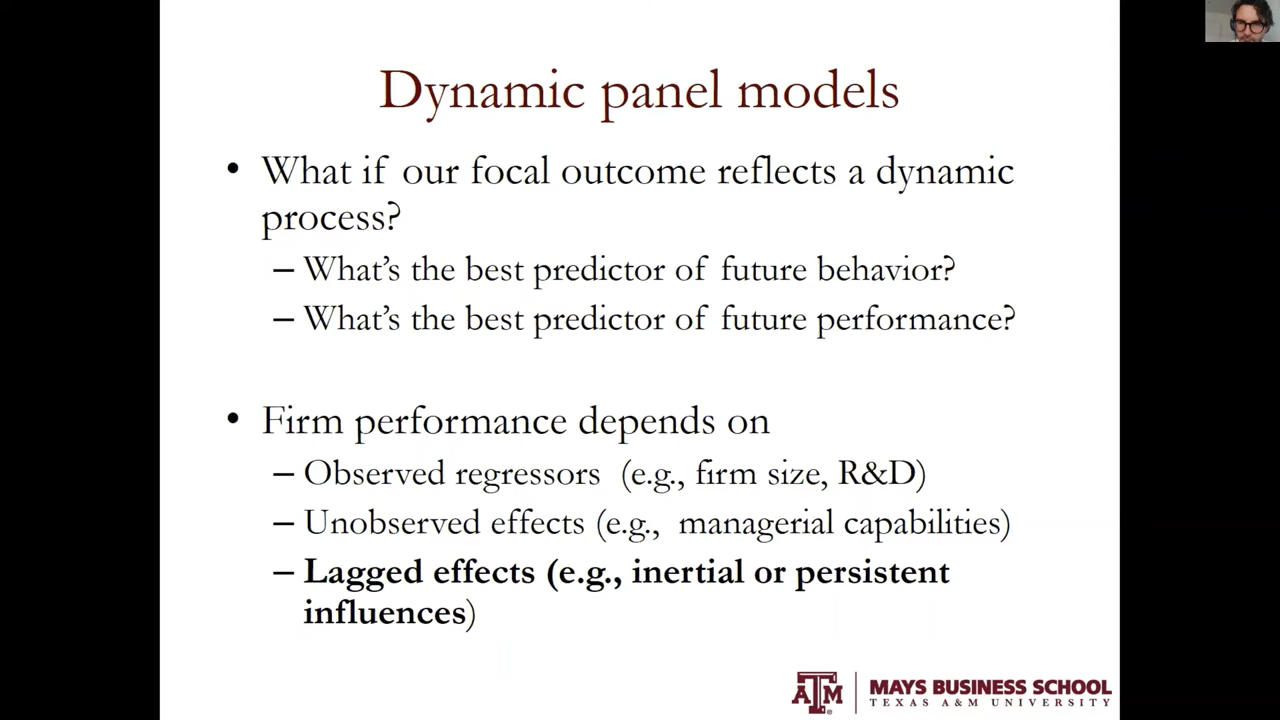 Dynamic panel models
• What if our focal outcome reflects a dynamic
process?
– What's the best predictor of future behavior?
– What's the best predictor of future performance?
• Firm performance depends on
– Observed regressors (e.g., firm size, R&D)
– Unobserved effects (e.g., managerial capabilities)
– Lagged effects (e.g., inertial or persistent
influences)
ATM MAYS BUSINESS SCHOOL
TEXAS A&M UNIVERSITY